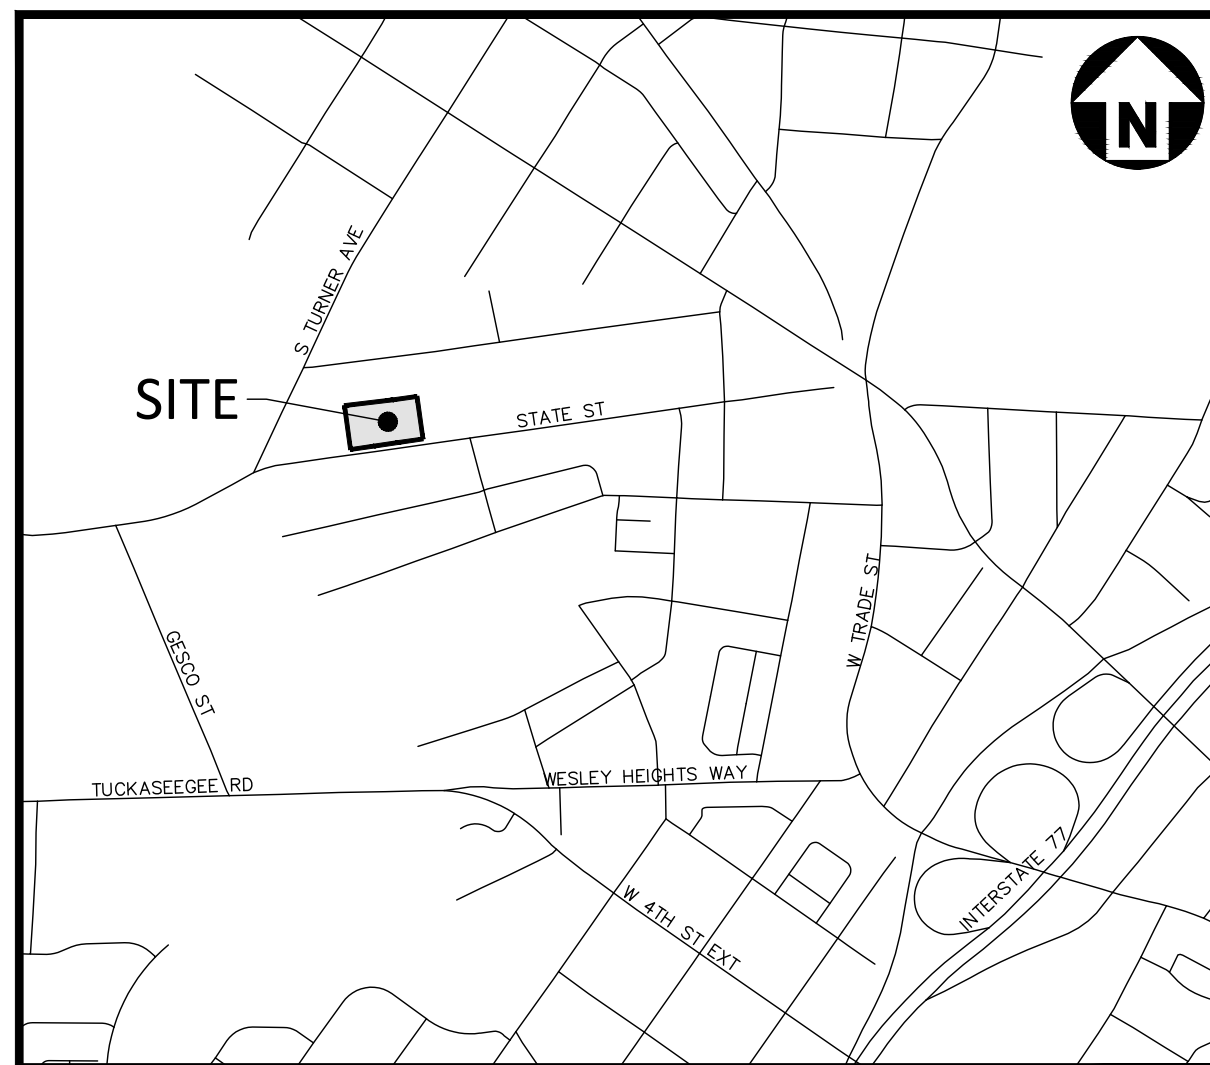 N
S TURNER AVE
SITE
STATE ST
W TRADE ST
GESCO ST
TUCKASEEGEE RD
WESLEY HEIGHTS WAY
INTERSTATE 77
W 4TH ST EXT